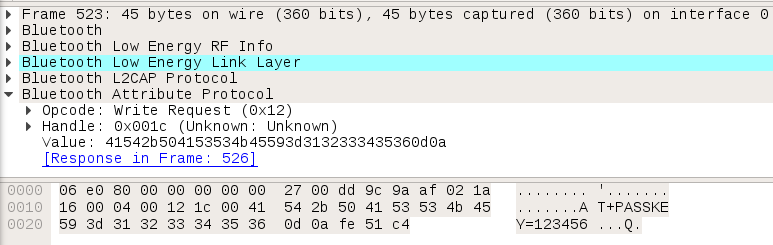 Frame 523: 45 bytes on wire (360 bits), 45 bytes captured (360 bits) on interface 0
Bluetooth
Bluetooth Low Energy RF Info
Bluetooth Low Energy Link Layer
Bluetooth L2CAP Protocol
Bluetooth Attribute Protocol
Opcode: Write Request (0x12)
Handle: 0x001c (Unknown: Unknown)
Value: 41542b504153534b45593d3132333435360d0a
[Response in Frame: 526]
0000 06 e0 80 00 00 00 00 00 27 00 dd 9c 9a af 02 1a ........ '.......
0010 16 00 04 00 12 1c 00 41 54 2b 50 41 53 53 4b 45 .......A T+PASSKE
0020 59 3d 31 32 33 34 35 36 0d 0a fe 51 c4 Y=123456 ...Q.